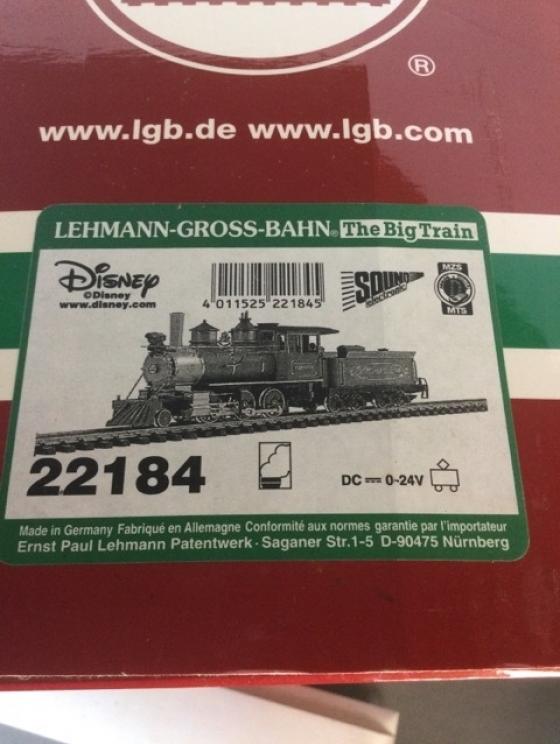 ®
www.lgb.de www.lgb.com
LEHMANN-GROSS-BAHN® The Big Train
Disney
©Disney
www.disney.com
4 011525 221845
SOUND
electronic
MZS
MTS
22184
DC 0-24V
Made in Germany Fabriqué en Allemagne Conformité aux normes garantie par l'importateur
Ernst Paul Lehmann Patentwerk · Saganer Str.1-5 D-90475 Nürnberg